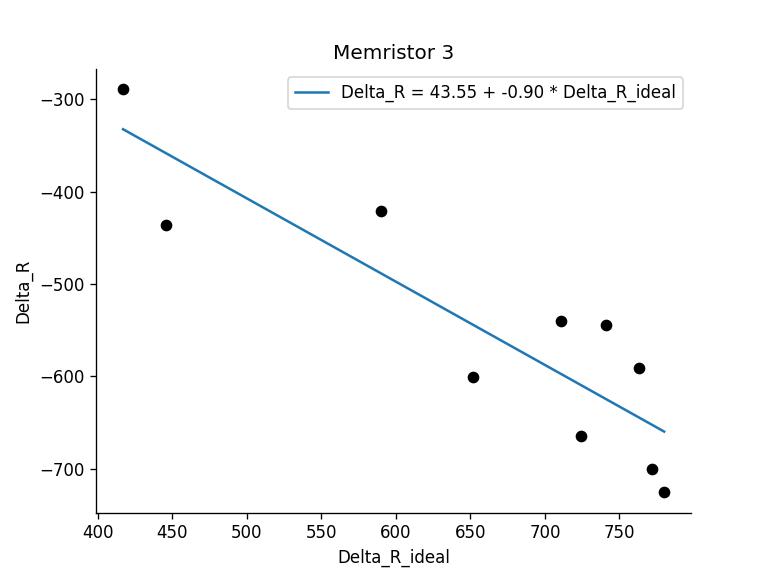 Memristor 3
Delta_R = 43.55 + -0.90 * Delta_R_ideal
−300
−400
−500
−600
−700
Delta_R
400 450 500 550 600 650 700 750
Delta_R_ideal